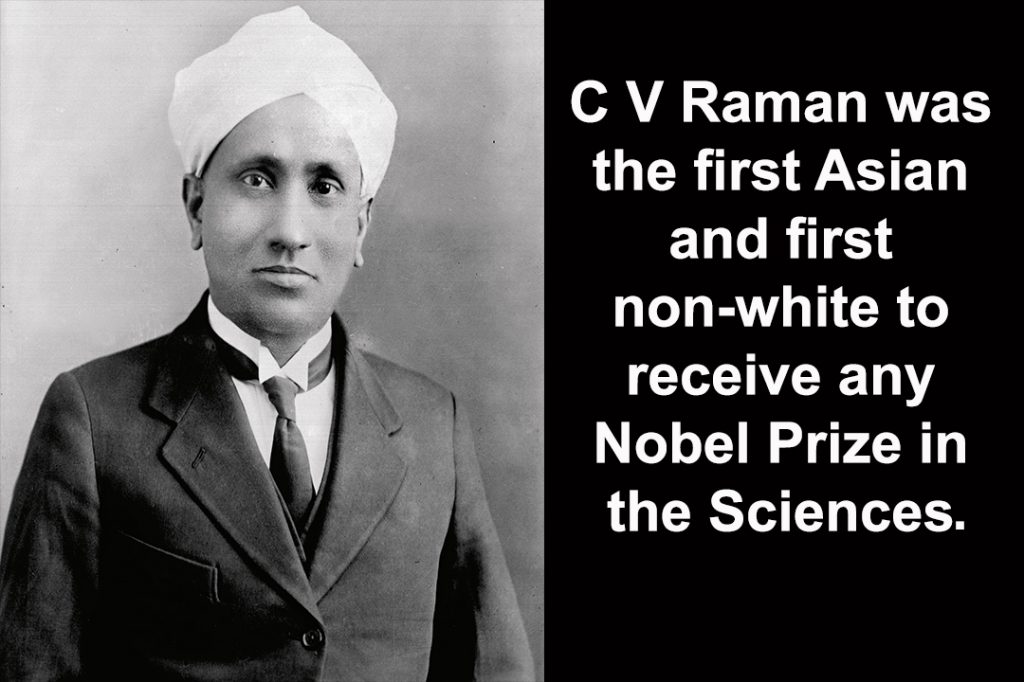 C V Raman was
the first Asian
and first
non-white to
receive any
Nobel Prize in
the Sciences.